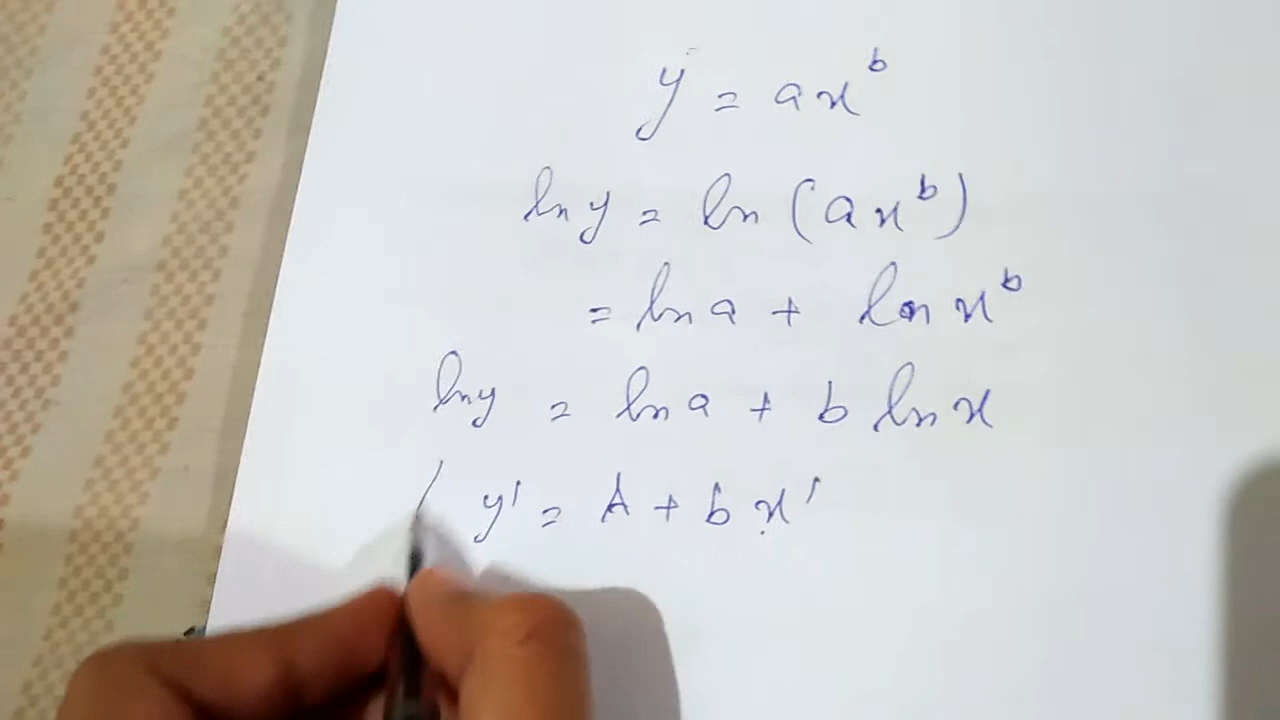 y = ax^b
ln y = ln (ax^b)
= ln a + ln x^b
ln y = ln a + b ln x
y' = A + b x'